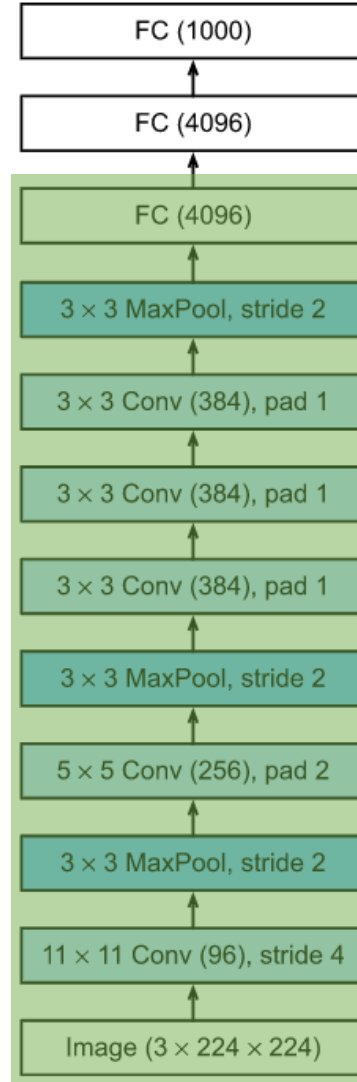 FC (1000)
FC (4096)
FC (4096)
3 × 3 MaxPool, stride 2
3 × 3 Conv (384), pad 1
3 × 3 Conv (384), pad 1
3 × 3 Conv (384), pad 1
3 × 3 MaxPool, stride 2
5 × 5 Conv (256), pad 2
3 × 3 MaxPool, stride 2
11 × 11 Conv (96), stride 4
Image (3 × 224 × 224)